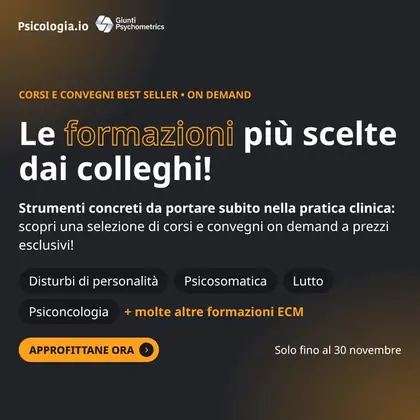 Psicologia.io
Giunti
Psychometrics
CORSI E CONVEGNI BEST SELLER • ON DEMAND
Le formazioni più scelte
dai colleghi!
Strumenti concreti da portare subito nella pratica clinica:
scopri una selezione di corsi e convegni on demand a prezzi
esclusivi!
Disturbi di personalità
Psicosomatica
Lutto
Psiconcologia
+ molte altre formazioni ECM
APPROFITTANE ORA
Solo fino al 30 novembre